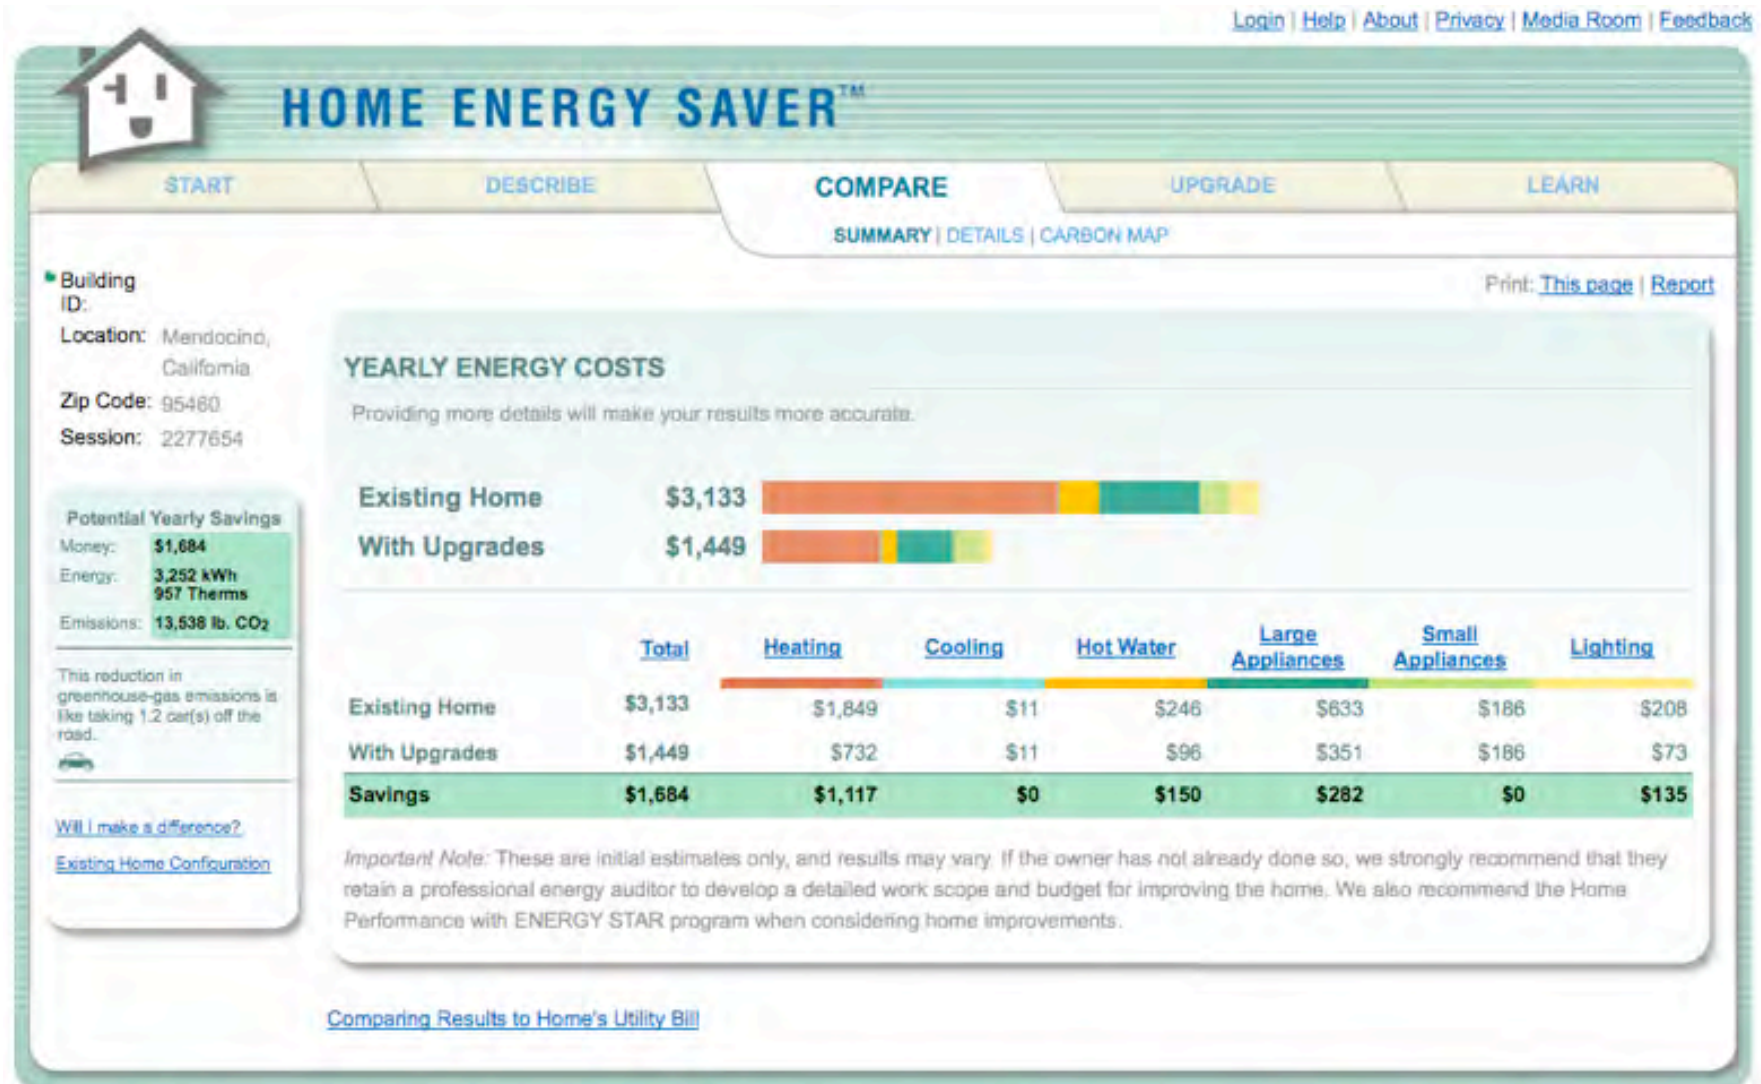 Login | Help | About | Privacy | Media Room | Feedback
HOME ENERGY SAVER™
START
DESCRIBE
COMPARE
UPGRADE
LEARN
SUMMARY | DETAILS | CARBON MAP
Print: This page | Report
Building
ID:
Location: Mendocino,
California
Zip Code: 95460
Session: 2277654
Potential Yearly Savings
Money: $1,684
Energy: 3,252 kWh
957 Therms
Emissions: 13,538 lb. CO2
This reduction in
greenhouse-gas emissions is
like taking 1.2 car(s) off the
road.
Will I make a difference?
Existing Home Configuration
YEARLY ENERGY COSTS
Providing more details will make your results more accurate.
Existing Home $3,133
With Upgrades $1,449
Total Heating Cooling Hot Water Large Appliances Small Appliances Lighting
Existing Home $3,133 $1,849 $11 $246 $633 $186 $208
With Upgrades $1,449 $732 $11 $96 $351 $186 $73
Savings $1,684 $1,117 $0 $150 $282 $0 $135
Important Note: These are initial estimates only, and results may vary. If the owner has not already done so, we strongly recommend that they
retain a professional energy auditor to develop a detailed work scope and budget for improving the home. We also recommend the Home
Performance with ENERGY STAR program when considering home improvements.
Comparing Results to Home's Utility Bill